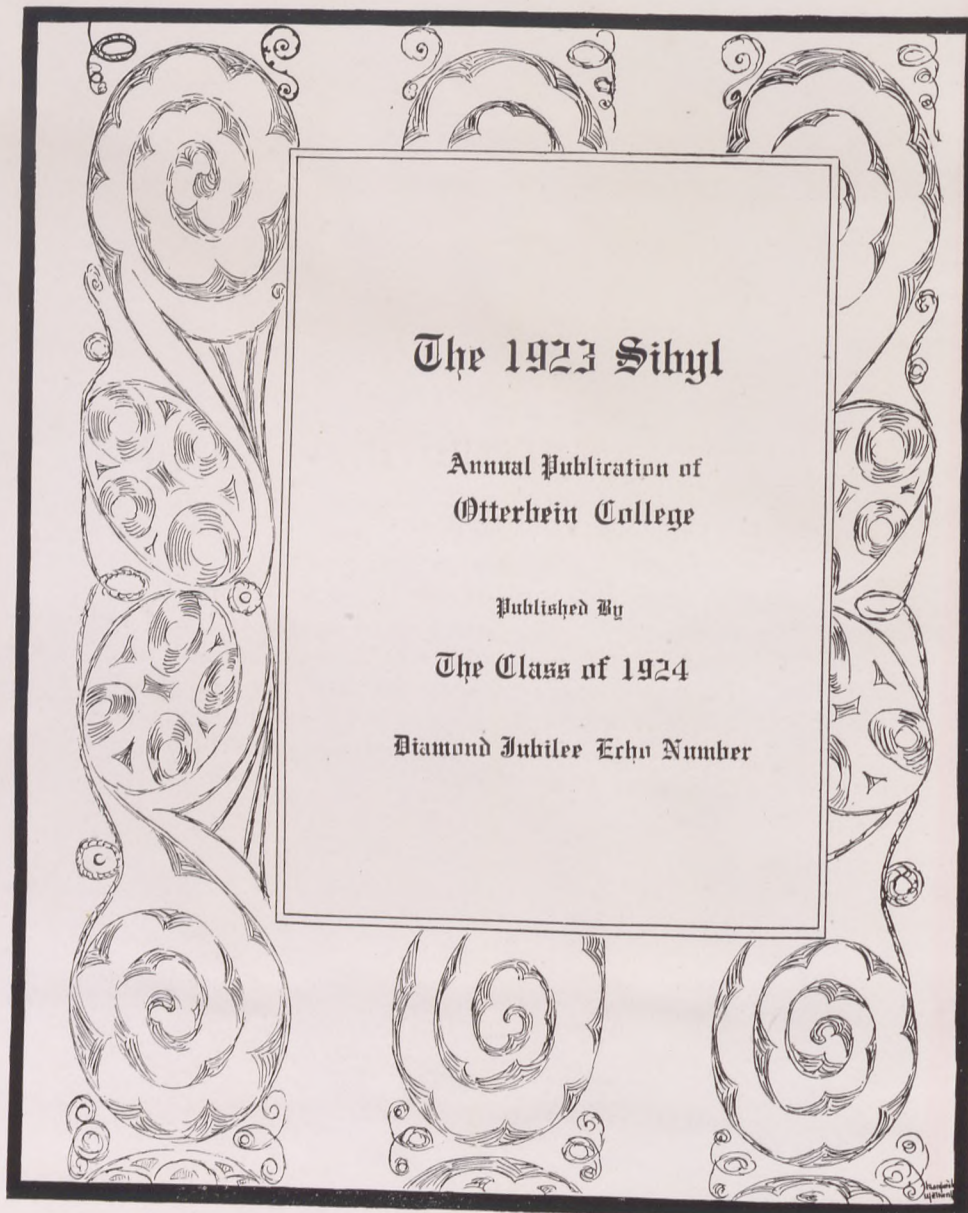 The 1923 Sibyl
Annual Publication of
Otterbein College
Published By
The Class of 1924
Diamond Jubilee Echo Number